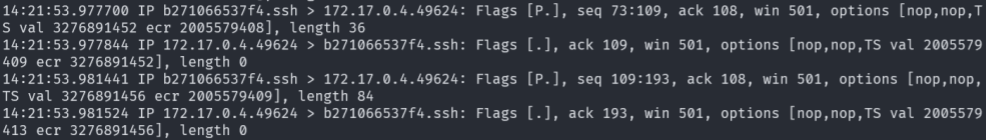 14:21:53.977700 IP b271066537f4.ssh > 172.17.0.4.49624: Flags [P.], seq 73:109, ack 108, win 501, options [nop,nop,T
S val 3276891452 ecr 2005579408], length 36
14:21:53.977844 IP 172.17.0.4.49624 > b271066537f4.ssh: Flags [.], ack 109, win 501, options [nop,nop,TS val 2005579
409 ecr 3276891452], length 0
14:21:53.981441 IP b271066537f4.ssh > 172.17.0.4.49624: Flags [P.], seq 109:193, ack 108, win 501, options [nop,nop,
TS val 3276891456 ecr 2005579409], length 84
14:21:53.981524 IP 172.17.0.4.49624 > b271066537f4.ssh: Flags [.], ack 193, win 501, options [nop,nop,TS val 2005579
413 ecr 3276891456], length 0